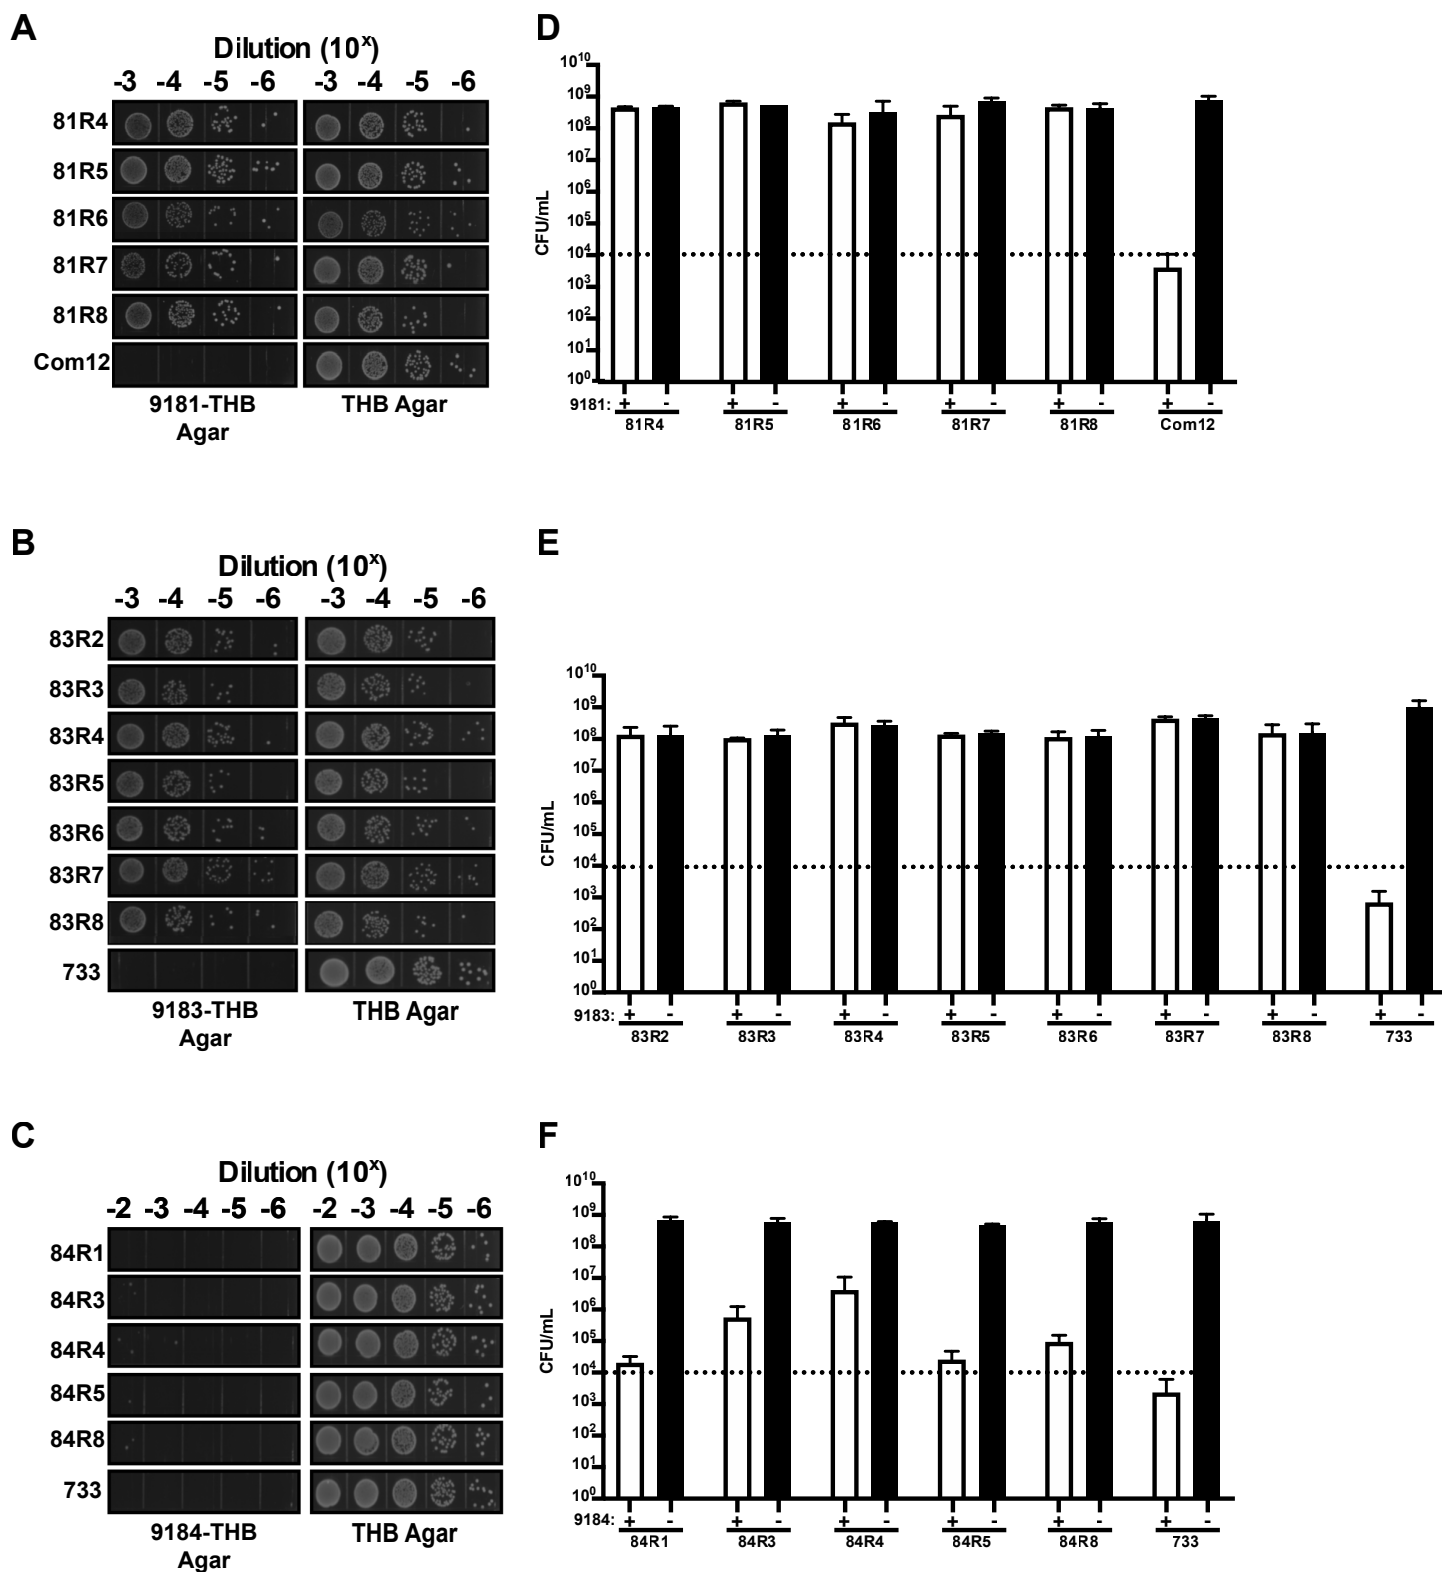 A
Dilution (10^x)
-3 -4 -5 -6 -3 -4 -5 -6
81R4
81R5
81R6
81R7
81R8
Com12
9181-THB Agar
THB Agar
D
CFU/mL
10^10
10^9
10^8
10^7
10^6
10^5
10^4
10^3
10^2
10^1
10^0
9181: + - + - + - + - + - + -
81R4 81R5 81R6 81R7 81R8 Com12
B
Dilution (10^x)
-3 -4 -5 -6 -3 -4 -5 -6
83R2
83R3
83R4
83R5
83R6
83R7
83R8
733
9183-THB Agar
THB Agar
E
CFU/mL
10^10
10^9
10^8
10^7
10^6
10^5
10^4
10^3
10^2
10^1
10^0
9183: + - + - + - + - + - + - + - + -
83R2 83R3 83R4 83R5 83R6 83R7 83R8 733
C
Dilution (10^x)
-2 -3 -4 -5 -6 -2 -3 -4 -5 -6
84R1
84R3
84R4
84R5
84R8
733
9184-THB Agar
THB Agar
F
CFU/mL
10^10
10^9
10^8
10^7
10^6
10^5
10^4
10^3
10^2
10^1
10^0
9184: + - + - + - + - + - + -
84R1 84R3 84R4 84R5 84R8 733